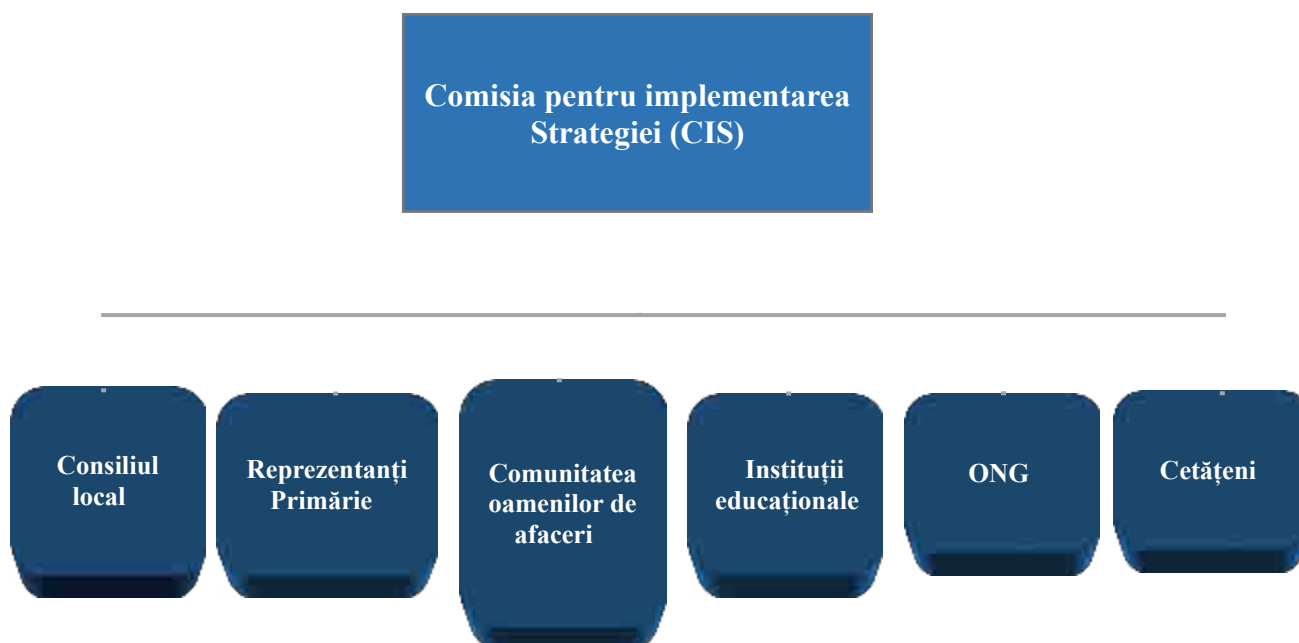 Comisia pentru implementarea
Strategiei (CIS)
Consiliul
local
Reprezentanți
Primărie
Comunitatea
oamenilor de
afaceri
Instituții
educaționale
ONG
Cetățeni